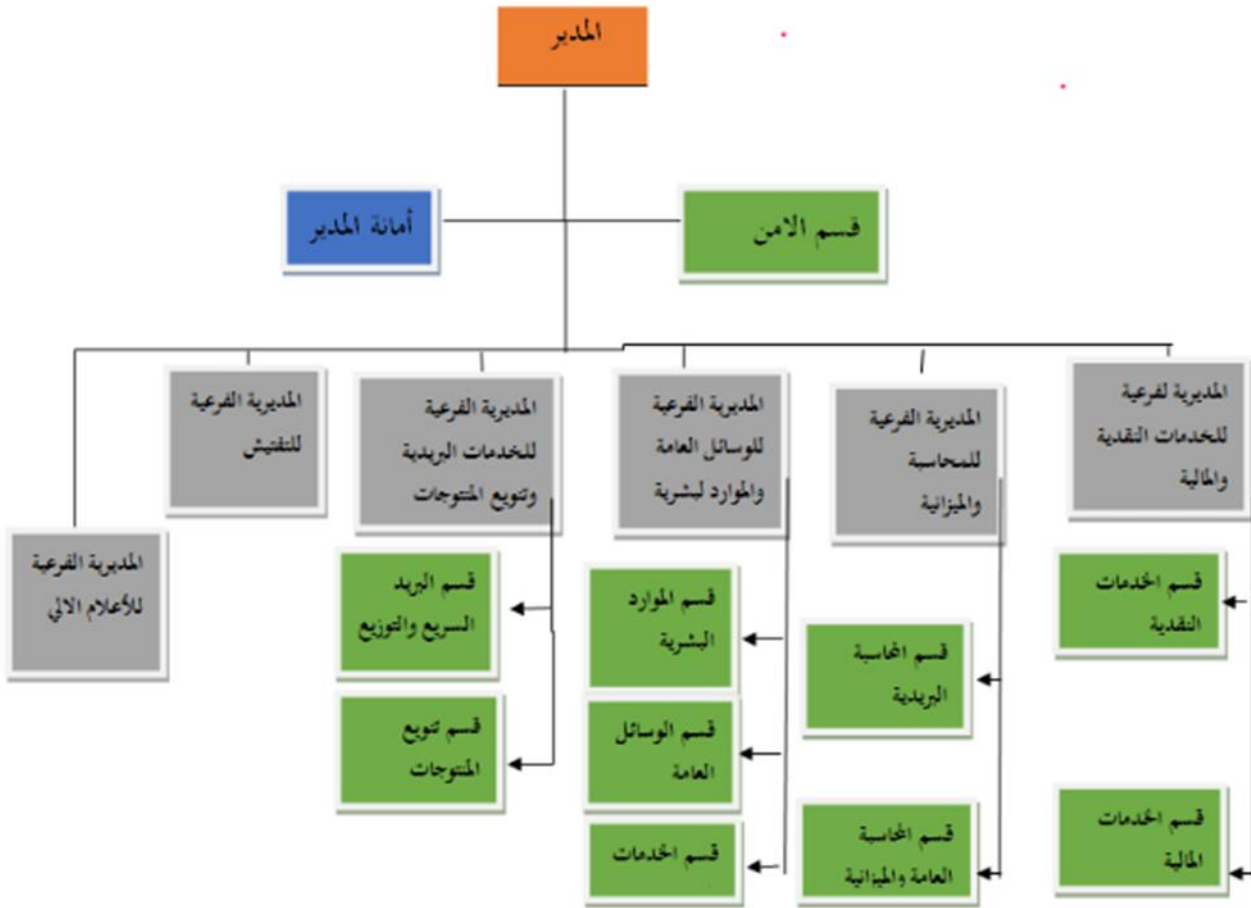 المدير
قسم الامن
أمانة المدير
المديرية لفرعية
للخدمات النقدية
والمالية
المديرية الفرعية
للمحاسبة
والميزانية
المديرية الفرعية
للوسائل العامة
والموارد لبشرية
المديرية الفرعية
للخدمات البريدية
وتنويع المنتوجات
المديرية الفرعية
للتفتيش
المديرية الفرعية
للأعلام الالي
قسم الخدمات
النقدية
قسم الخدمات
المالية
قسم المحاسبة
البريدية
قسم المحاسبة
العامة والميزانية
قسم الموارد
البشرية
قسم الوسائل
العامة
قسم الخدمات
قسم البريد
السريع والتوزيع
قسم تنويع
المنتوجات